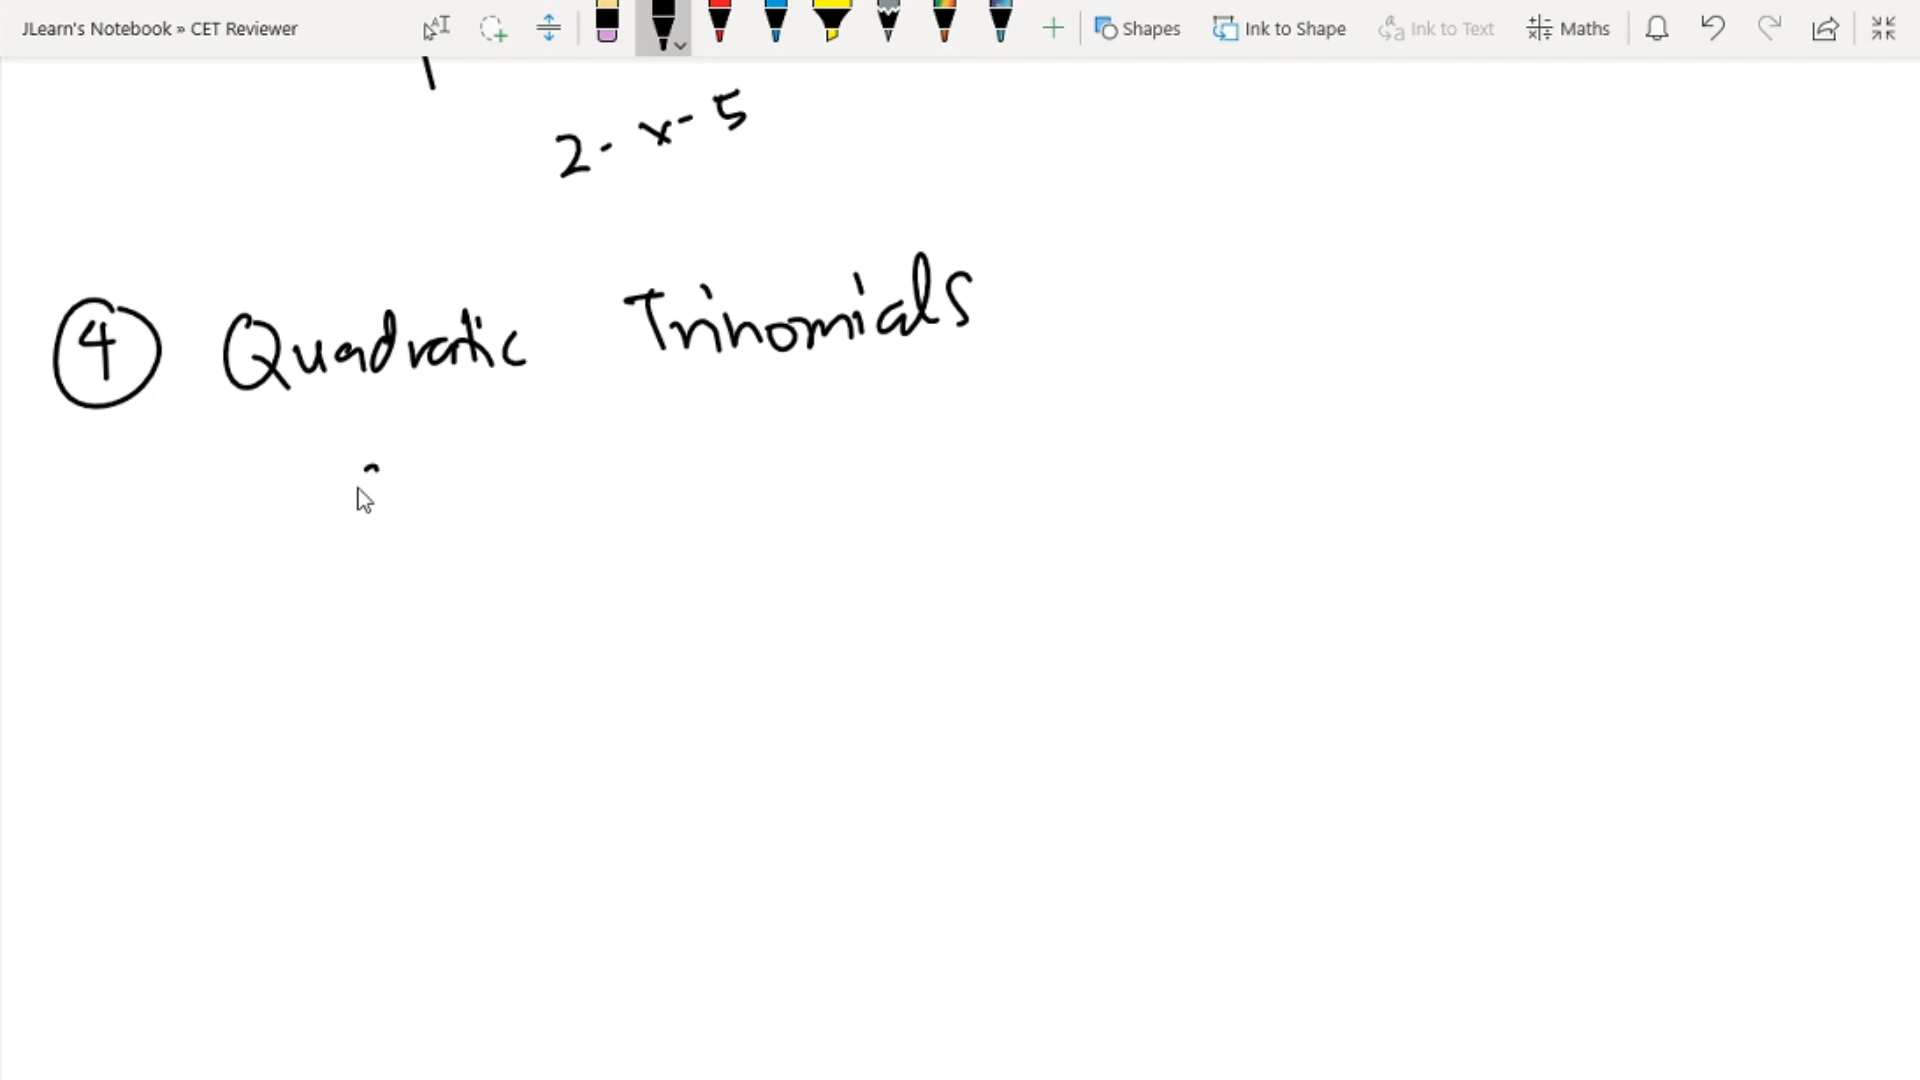 JLearn's Notebook » CET Reviewer Shapes Ink to Shape Ink to Text Maths
2 - x - 5
4 Quadratic Trinomials